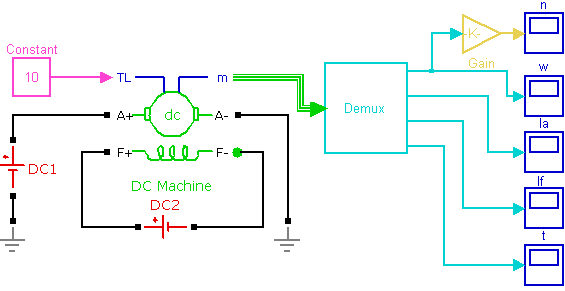 n
Constant
-K-
Gain
10
TL
m
w
A+
dc
A-
Demux
Ia
F+
F-
DC1
DC Machine
If
DC2
t